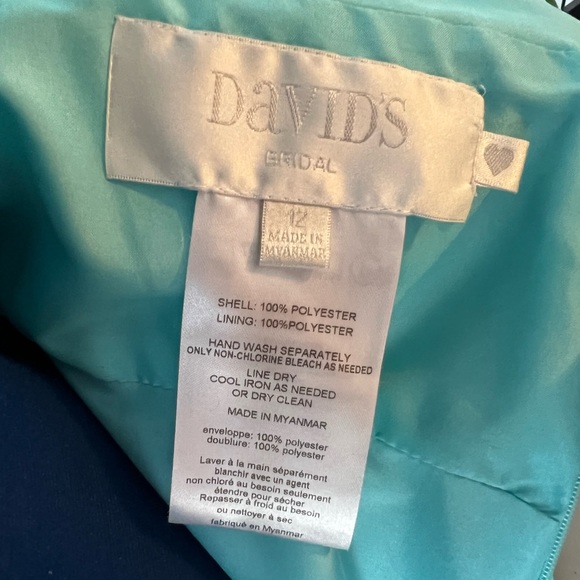 DaVID'S
BRIDAL
12
MADE IN
MYANMAR
SHELL: 100% POLYESTER
LINING: 100%POLYESTER
HAND WASH SEPARATELY
ONLY NON-CHLORINE BLEACH AS NEEDED
LINE DRY
COOL IRON AS NEEDED
OR DRY CLEAN
MADE IN MYANMAR
enveloppe: 100% polyester
doublure: 100% polyester
Laver à la main séparément
blanchir avec un agent
non chloré au besoin seulement
étendre pour sécher
Repasser à froid au besoin
ou nettoyer à sec
fabriqué en Myanmar